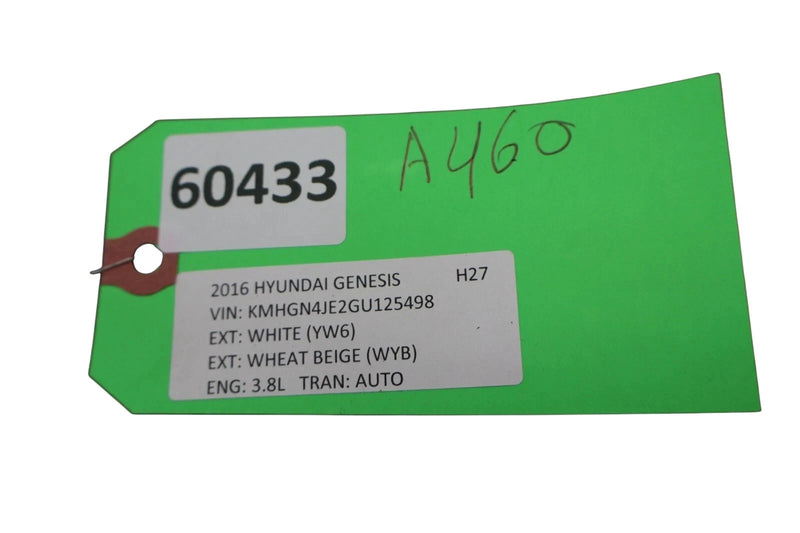 A460
60433
2016 HYUNDAI GENESIS H27
VIN: KMHGN4JE2GU125498
EXT: WHITE (YW6)
EXT: WHEAT BEIGE (WYB)
ENG: 3.8L TRAN: AUTO